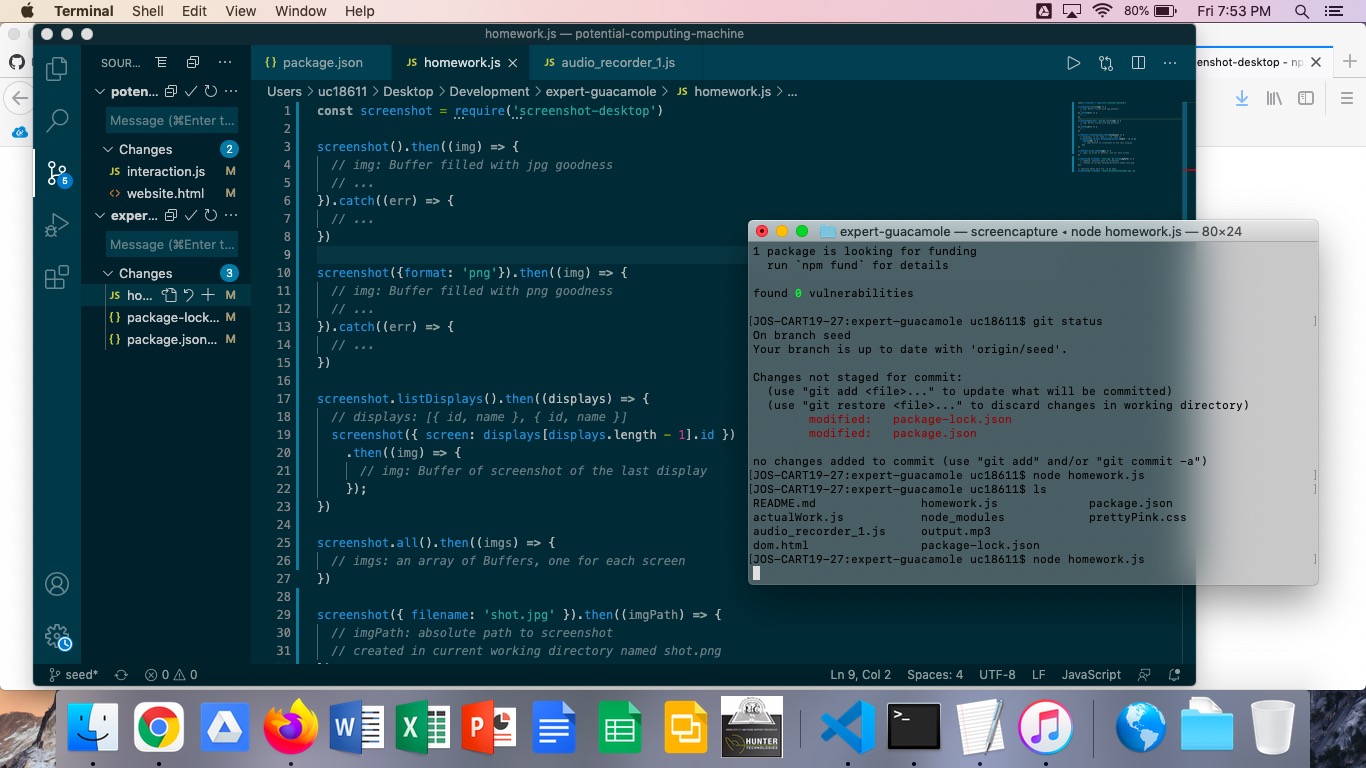 Terminal Shell Edit View Window Help 80% Fri 7:53 PM
homework.js — potential-computing-machine
SOUR...
package.json
JS homework.js
JS audio_recorder_1.js
enshot-desktop - np
Users > uc18611 > Desktop > Development > expert-guacamole > JS homework.js > ...
poten...
Message (⌘Enter t...
Changes 2
JS interaction.js M
website.html M
exper...
Message (⌘Enter t...
Changes 3
JS ho... M
{} package-lock... M
{} package.json... M
5
1 const screenshot = require('screenshot-desktop')
2
3 screenshot().then((img) => {
4 // img: Buffer filled with jpg goodness
5 // ...
6 }).catch((err) => {
7 // ...
8 })
9
10 screenshot({format: 'png'}).then((img) => {
11 // img: Buffer filled with png goodness
12 // ...
13 }).catch((err) => {
14 // ...
15 })
16
17 screenshot.listDisplays().then((displays) => {
18 // displays: [{ id, name }, { id, name }]
19 screenshot({ screen: displays[displays.length - 1].id })
20 .then((img) => {
21 // img: Buffer of screenshot of the last display
22 });
23 })
24
25 screenshot.all().then((imgs) => {
26 // imgs: an array of Buffers, one for each screen
27 })
28
29 screenshot({ filename: 'shot.jpg' }).then((imgPath) => {
30 // imgPath: absolute path to screenshot
31 // created in current working directory named shot.png
expert-guacamole — screencapture ◂ node homework.js — 80×24
1 package is looking for funding
run `npm fund` for details
found 0 vulnerabilities
[JOS-CART19-27:expert-guacamole uc18611$ git status ]
On branch seed
Your branch is up to date with 'origin/seed'.
Changes not staged for commit:
(use "git add <file>..." to update what will be committed)
(use "git restore <file>..." to discard changes in working directory)
modified: package-lock.json
modified: package.json
no changes added to commit (use "git add" and/or "git commit -a")
[JOS-CART19-27:expert-guacamole uc18611$ node homework.js ]
[JOS-CART19-27:expert-guacamole uc18611$ ls ]
README.md homework.js package.json
actualWork.js node_modules prettyPink.css
audio_recorder_1.js output.mp3
dom.html package-lock.json
[JOS-CART19-27:expert-guacamole uc18611$ node homework.js ]
seed* 0 0 Ln 9, Col 2 Spaces: 4 UTF-8 LF JavaScript
W X P >_
HUNTER
TECHNOLOGIES